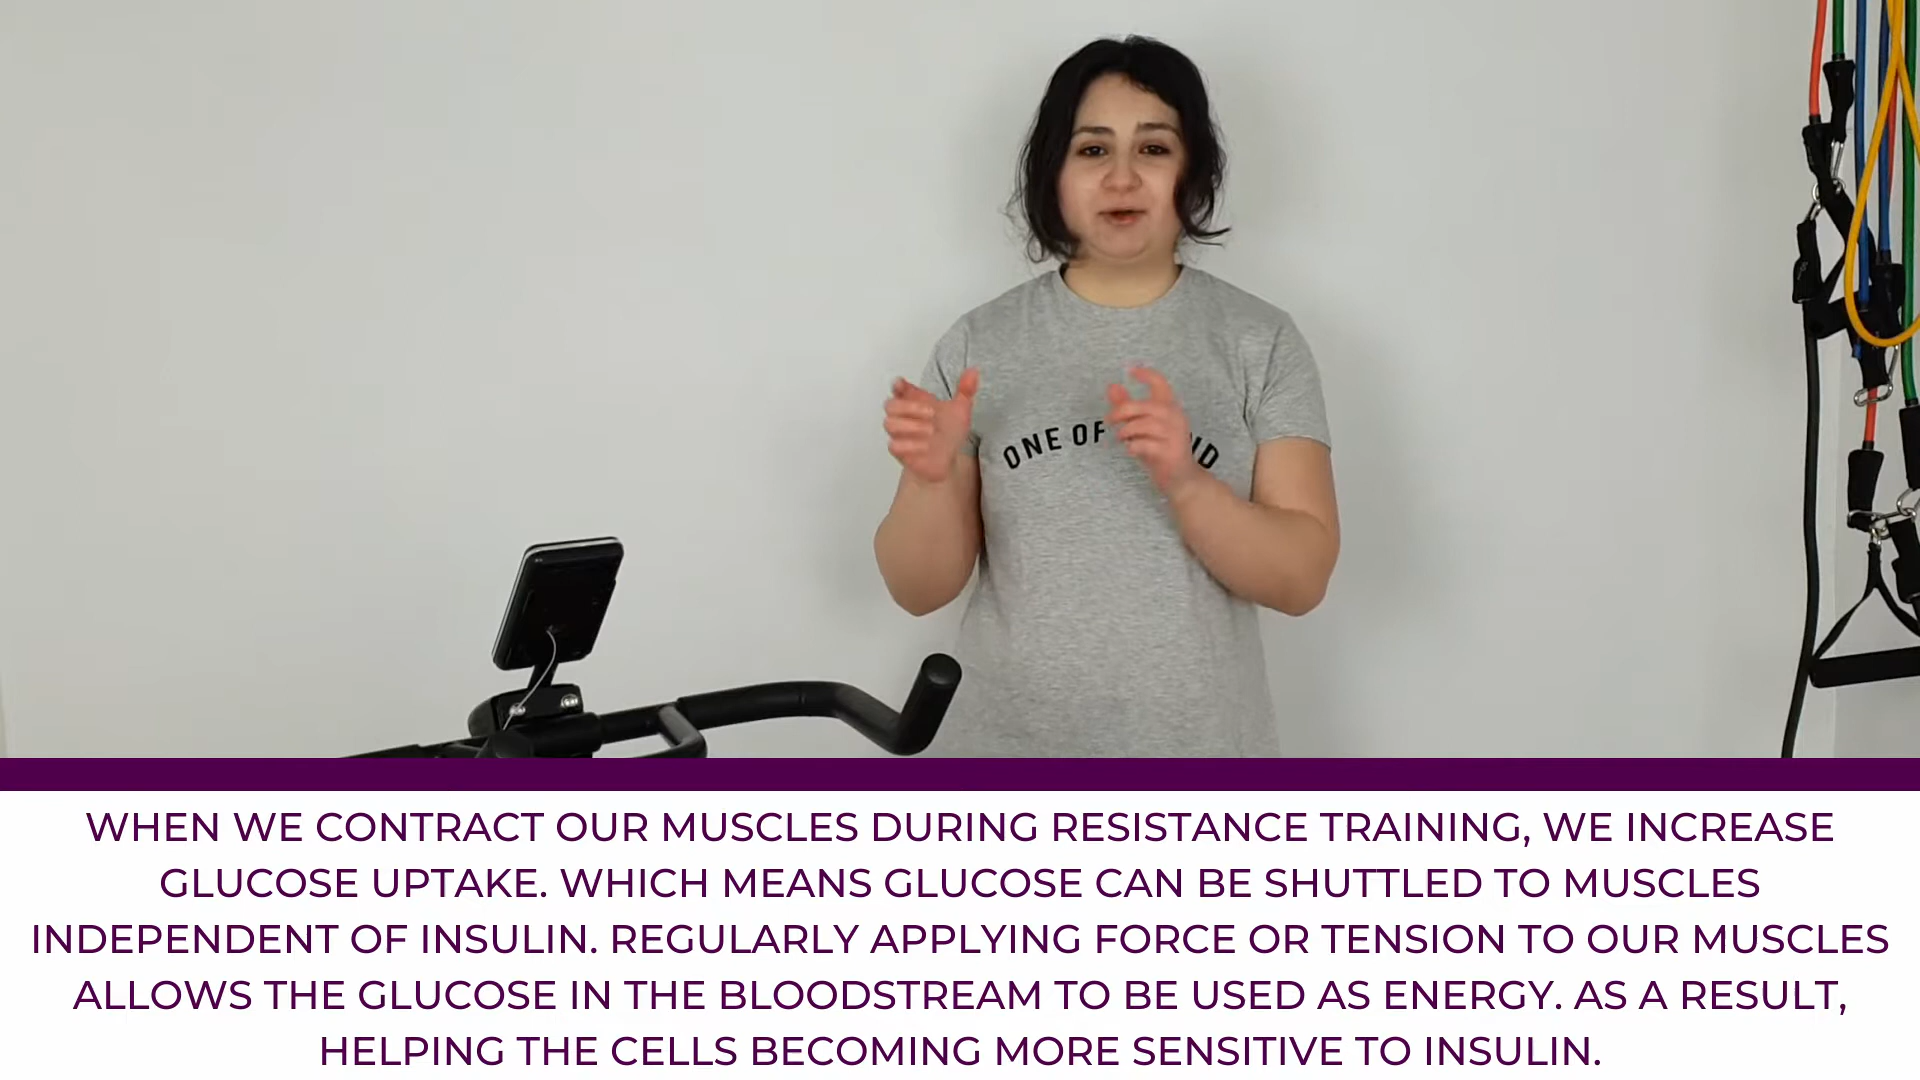 ONE OF
WHEN WE CONTRACT OUR MUSCLES DURING RESISTANCE TRAINING, WE INCREASE
GLUCOSE UPTAKE. WHICH MEANS GLUCOSE CAN BE SHUTTLED TO MUSCLES
INDEPENDENT OF INSULIN. REGULARLY APPLYING FORCE OR TENSION TO OUR MUSCLES
ALLOWS THE GLUCOSE IN THE BLOODSTREAM TO BE USED AS ENERGY. AS A RESULT,
HELPING THE CELLS BECOMING MORE SENSITIVE TO INSULIN.